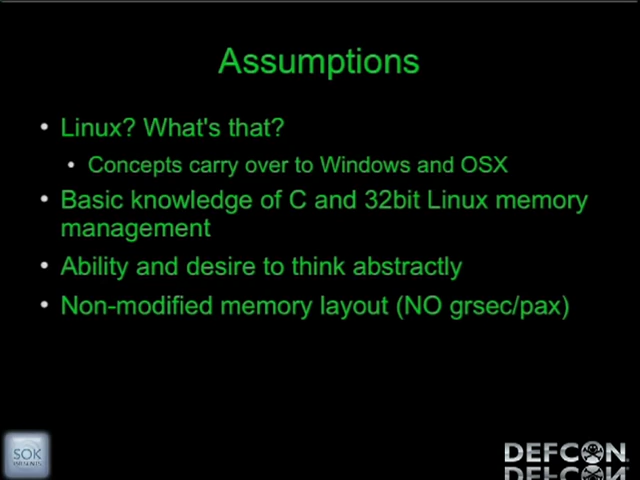 Assumptions
Linux? What's that?
Concepts carry over to Windows and OSX
Basic knowledge of C and 32bit Linux memory
management
Ability and desire to think abstractly
Non-modified memory layout (NO grsec/pax)
SOK
DEFCON